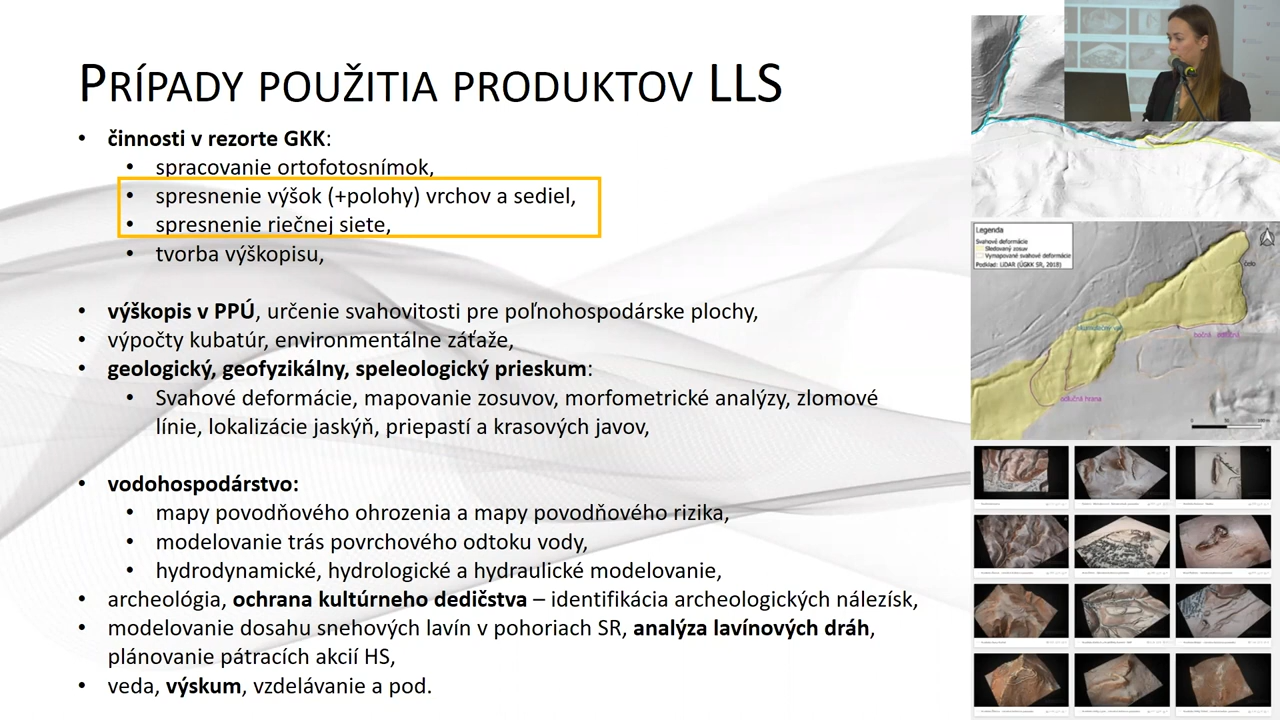 PRÍPADY POUŽITIA PRODUKTOV LLS
• činnosti v rezorte GKK:
• spracovanie ortofotosnímok,
• spresnenie výšok (+polohy) vrchov a sediel,
• spresnenie riečnej siete,
• tvorba výškopisu,
• výškopis v PPÚ, určenie svahovitosti pre poľnohospodárske plochy,
• výpočty kubatúr, environmentálne záťaže,
• geologický, geofyzikálny, speleologický prieskum:
• Svahové deformácie, mapovanie zosuvov, morfometrické analýzy, zlomové
línie, lokalizácie jaskýň, priepastí a krasových javov,
• vodohospodárstvo:
• mapy povodňového ohrozenia a mapy povodňového rizika,
• modelovanie trás povrchového odtoku vody,
• hydrodynamické, hydrologické a hydraulické modelovanie,
• archeológia, ochrana kultúrneho dedičstva – identifikácia archeologických nálezísk,
• modelovanie dosahu snehových lavín v pohoriach SR, analýza lavínových dráh,
plánovanie pátracích akcií HS,
• veda, výskum, vzdelávanie a pod.
Legenda
Svahové deformácie
Sledovaný zosuv
Vymapované svahové deformácie
Podklad: LiDAR (ÚGKK SR, 2018)
čelo
odlučná hrana